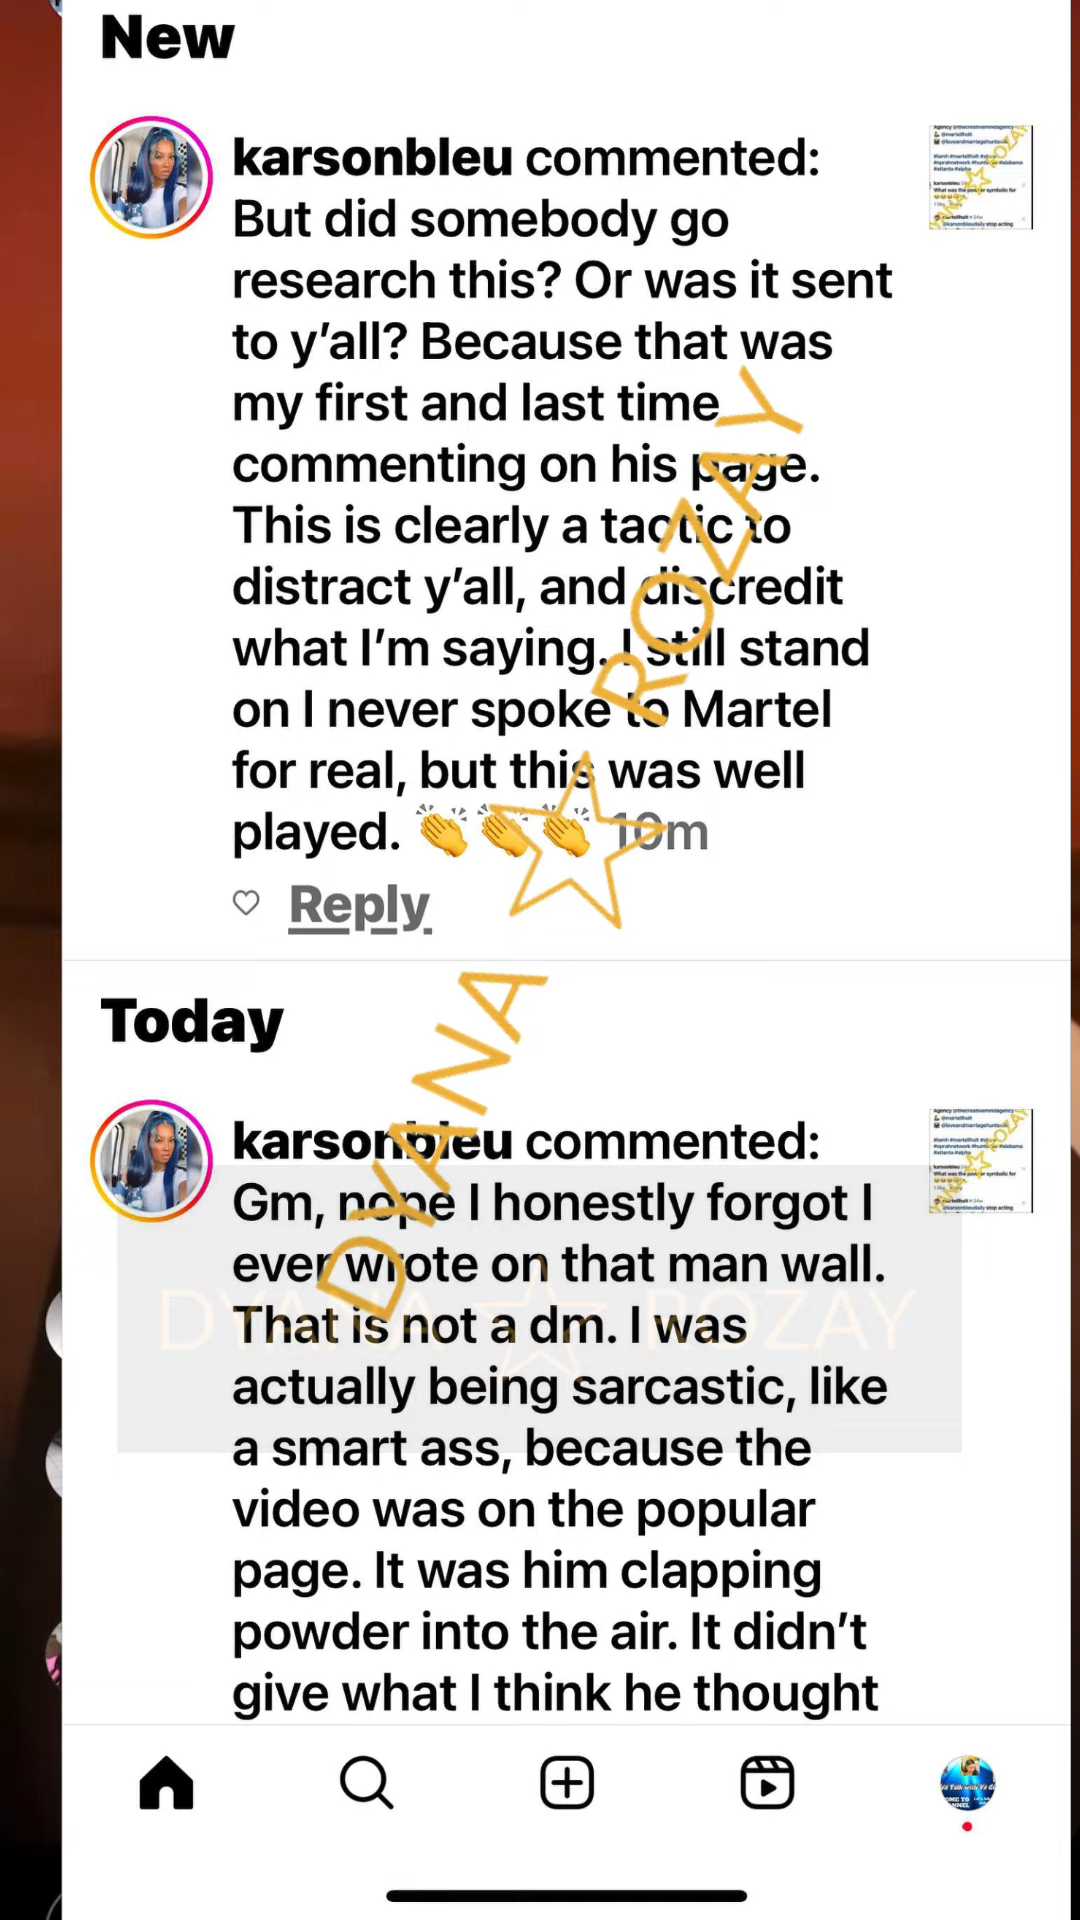 New
karsonbleu commented:
But did somebody go
research this? Or was it sent
to y'all? Because that was
my first and last time
commenting on his page.
This is clearly a tactic to
distract y'all, and discredit
what I'm saying. I still stand
on I never spoke to Martel
for real, but this was well
played. 👏👏👏 10m
Reply
Today
karsonbleu commented:
Gm, nope I honestly forgot I
ever wrote on that man wall.
That is not a dm. I was
actually being sarcastic, like
a smart ass, because the
video was on the popular
page. It was him clapping
powder into the air. It didn't
give what I think he thought
DYANA ☆ ROZAY
DYANA ☆ ROZAY